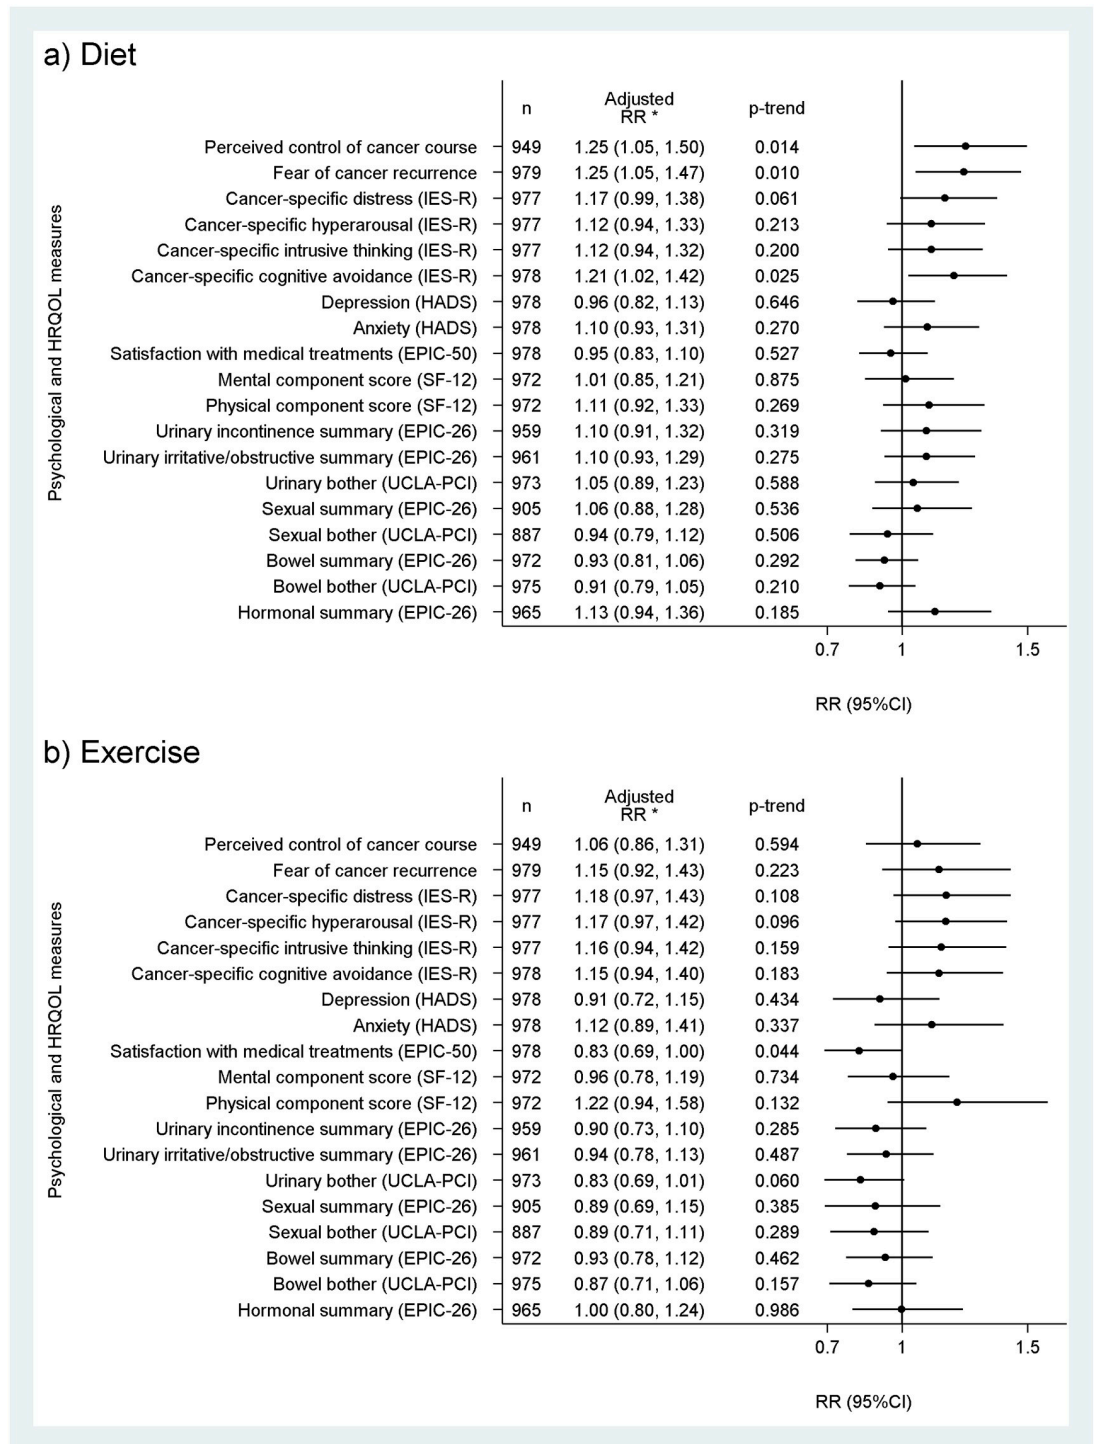 a) Diet
n Adjusted RR * p-trend
Psychological and HRQOL measures
Perceived control of cancer course 949 1.25 (1.05, 1.50) 0.014
Fear of cancer recurrence 979 1.25 (1.05, 1.47) 0.010
Cancer-specific distress (IES-R) 977 1.17 (0.99, 1.38) 0.061
Cancer-specific hyperarousal (IES-R) 977 1.12 (0.94, 1.33) 0.213
Cancer-specific intrusive thinking (IES-R) 977 1.12 (0.94, 1.32) 0.200
Cancer-specific cognitive avoidance (IES-R) 978 1.21 (1.02, 1.42) 0.025
Depression (HADS) 978 0.96 (0.82, 1.13) 0.646
Anxiety (HADS) 978 1.10 (0.93, 1.31) 0.270
Satisfaction with medical treatments (EPIC-50) 978 0.95 (0.83, 1.10) 0.527
Mental component score (SF-12) 972 1.01 (0.85, 1.21) 0.875
Physical component score (SF-12) 972 1.11 (0.92, 1.33) 0.269
Urinary incontinence summary (EPIC-26) 959 1.10 (0.91, 1.32) 0.319
Urinary irritative/obstructive summary (EPIC-26) 961 1.10 (0.93, 1.29) 0.275
Urinary bother (UCLA-PCI) 973 1.05 (0.89, 1.23) 0.588
Sexual summary (EPIC-26) 905 1.06 (0.88, 1.28) 0.536
Sexual bother (UCLA-PCI) 887 0.94 (0.79, 1.12) 0.506
Bowel summary (EPIC-26) 972 0.93 (0.81, 1.06) 0.292
Bowel bother (UCLA-PCI) 975 0.91 (0.79, 1.05) 0.210
Hormonal summary (EPIC-26) 965 1.13 (0.94, 1.36) 0.185
0.7 1 1.5
RR (95%CI)
b) Exercise
n Adjusted RR * p-trend
Psychological and HRQOL measures
Perceived control of cancer course 949 1.06 (0.86, 1.31) 0.594
Fear of cancer recurrence 979 1.15 (0.92, 1.43) 0.223
Cancer-specific distress (IES-R) 977 1.18 (0.97, 1.43) 0.108
Cancer-specific hyperarousal (IES-R) 977 1.17 (0.97, 1.42) 0.096
Cancer-specific intrusive thinking (IES-R) 977 1.16 (0.94, 1.42) 0.159
Cancer-specific cognitive avoidance (IES-R) 978 1.15 (0.94, 1.40) 0.183
Depression (HADS) 978 0.91 (0.72, 1.15) 0.434
Anxiety (HADS) 978 1.12 (0.89, 1.41) 0.337
Satisfaction with medical treatments (EPIC-50) 978 0.83 (0.69, 1.00) 0.044
Mental component score (SF-12) 972 0.96 (0.78, 1.19) 0.734
Physical component score (SF-12) 972 1.22 (0.94, 1.58) 0.132
Urinary incontinence summary (EPIC-26) 959 0.90 (0.73, 1.10) 0.285
Urinary irritative/obstructive summary (EPIC-26) 961 0.94 (0.78, 1.13) 0.487
Urinary bother (UCLA-PCI) 973 0.83 (0.69, 1.01) 0.060
Sexual summary (EPIC-26) 905 0.89 (0.69, 1.15) 0.385
Sexual bother (UCLA-PCI) 887 0.89 (0.71, 1.11) 0.289
Bowel summary (EPIC-26) 972 0.93 (0.78, 1.12) 0.462
Bowel bother (UCLA-PCI) 975 0.87 (0.71, 1.06) 0.157
Hormonal summary (EPIC-26) 965 1.00 (0.80, 1.24) 0.986
0.7 1 1.5
RR (95%CI)